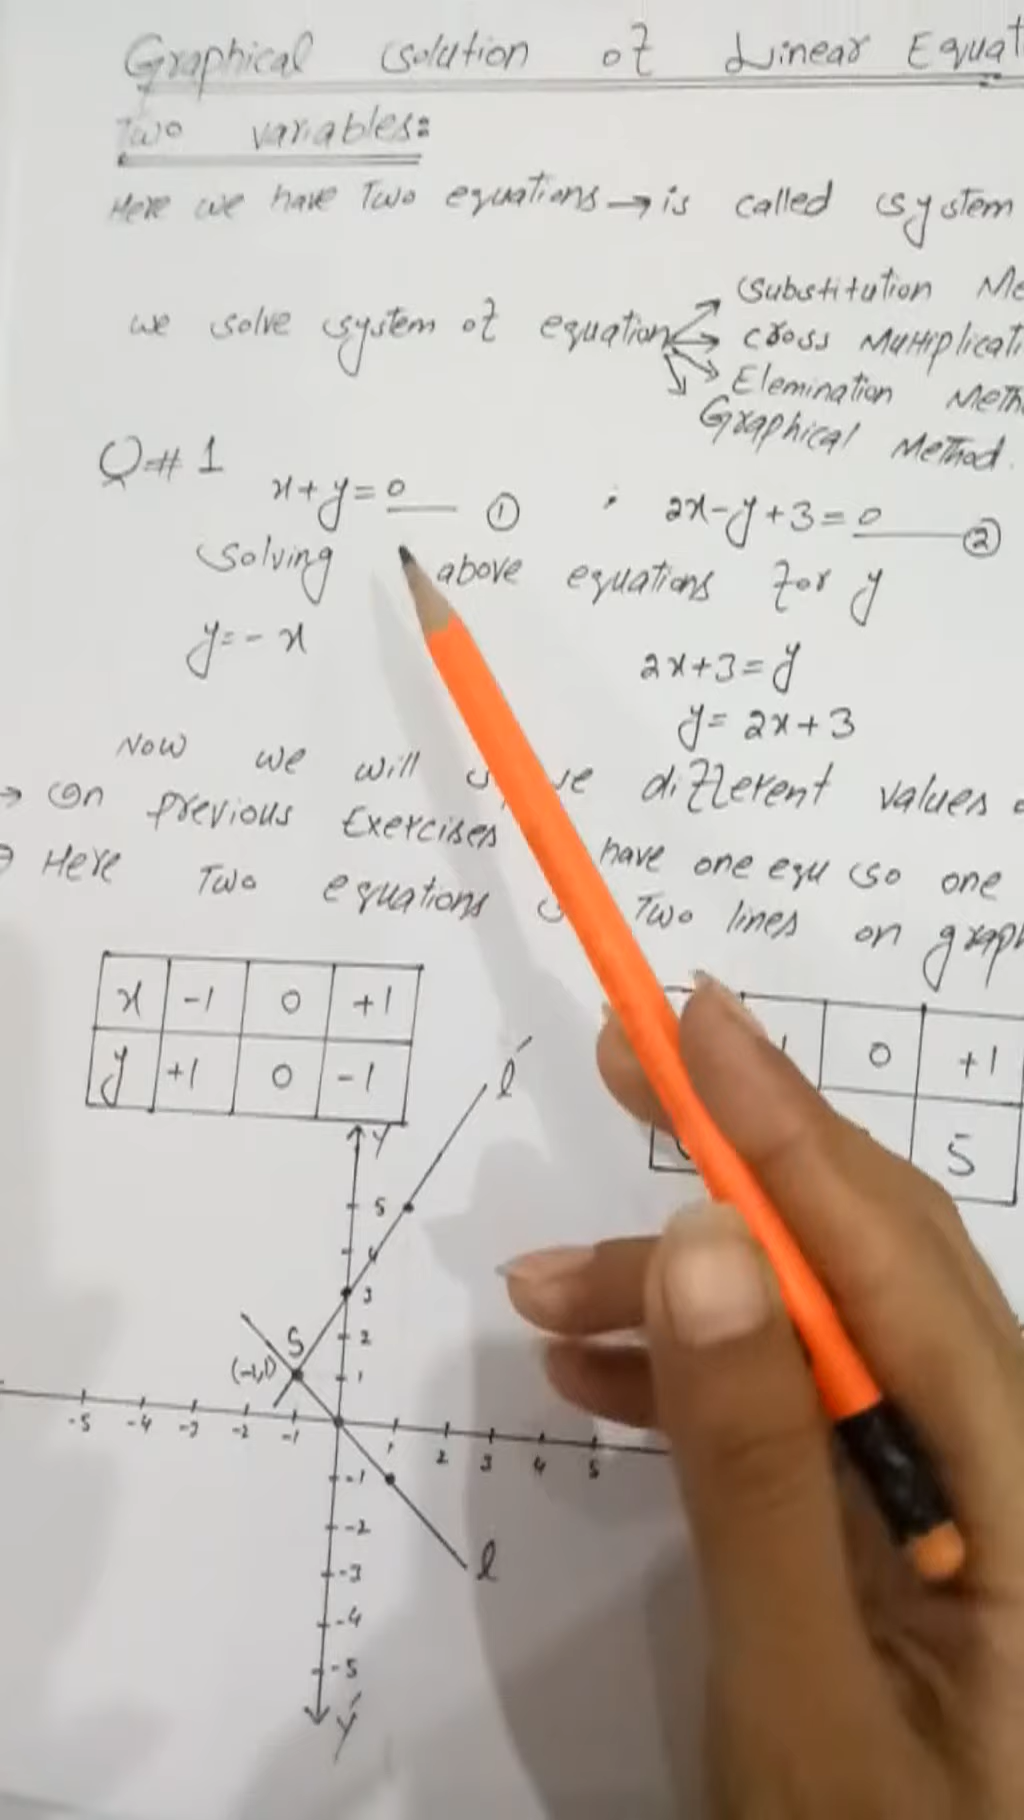 Graphical Solution of Linear Equat
Two variables:
Here we have Two equations → is called System
we solve system of equation
Substitution Me
Cross Multiplicati
Elemination Meth
Graphical Method.
Q#1
x+y=0 ① ; 2x-y+3=0 ②
Solving above equations for y
y=-x
2x+3=y
y=2x+3
Now we will different values
→ On previous Exercises have one equ so one
Here Two equations Two lines on graph
x -1 0 +1
y +1 0 -1
0 +1
5
l'
Y
5
4
3
2
1
S
(-1,1)
-5 -4 -3 -2 -1 1 2 3 4 5
-1
-2
-3
-4
-5
l
Y'